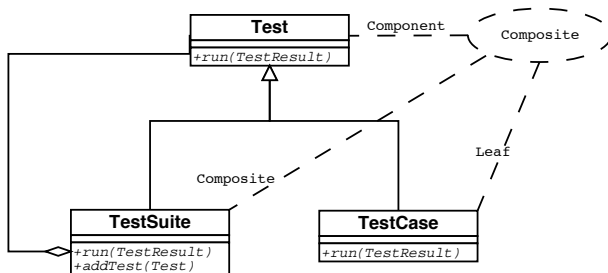 Test
+run(TestResult)
Component
Composite
Leaf
Composite
TestSuite
+run(TestResult)
+addTest(Test)
TestCase
+run(TestResult)